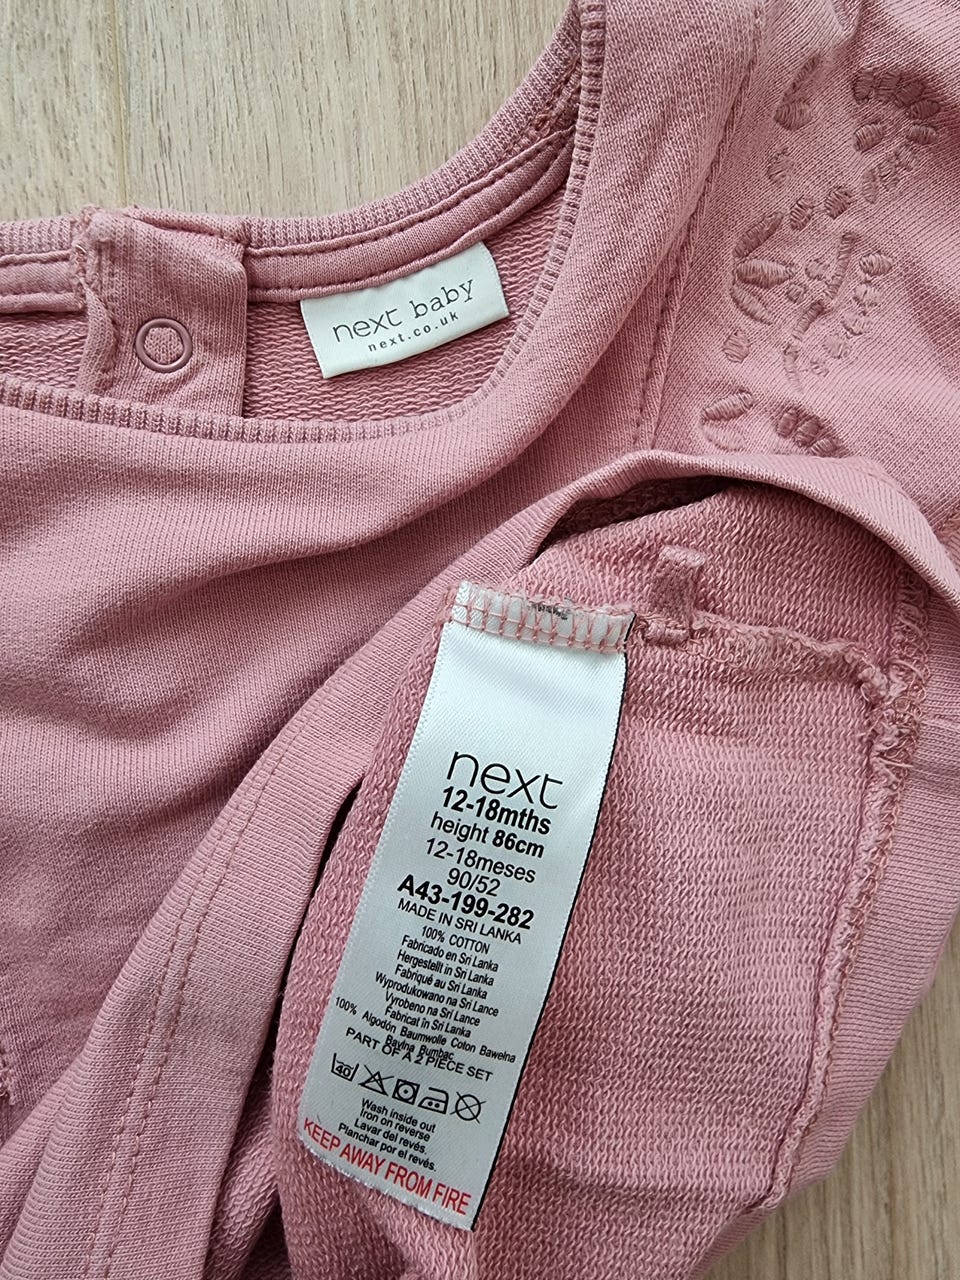 next baby
next.co.uk
next
12-18mths
height 86cm
12-18meses
90/52
A43-199-282
MADE IN SRI LANKA
100% COTTON
Fabricado en Sri Lanka
Hergestellt in Sri Lanka
Fabriqué au Sri Lanka
Wyprodukowano na Sri Lance
Vyrobeno na Srí Lance
Fabricat în Sri Lanka
100% Algodón Baumwolle Coton Bawełna
Bavlna Bumbac
PART OF A 2 PIECE SET
40
Wash inside out
Iron on reverse
Lavar del revés.
Planchar por el revés.
KEEP AWAY FROM FIRE